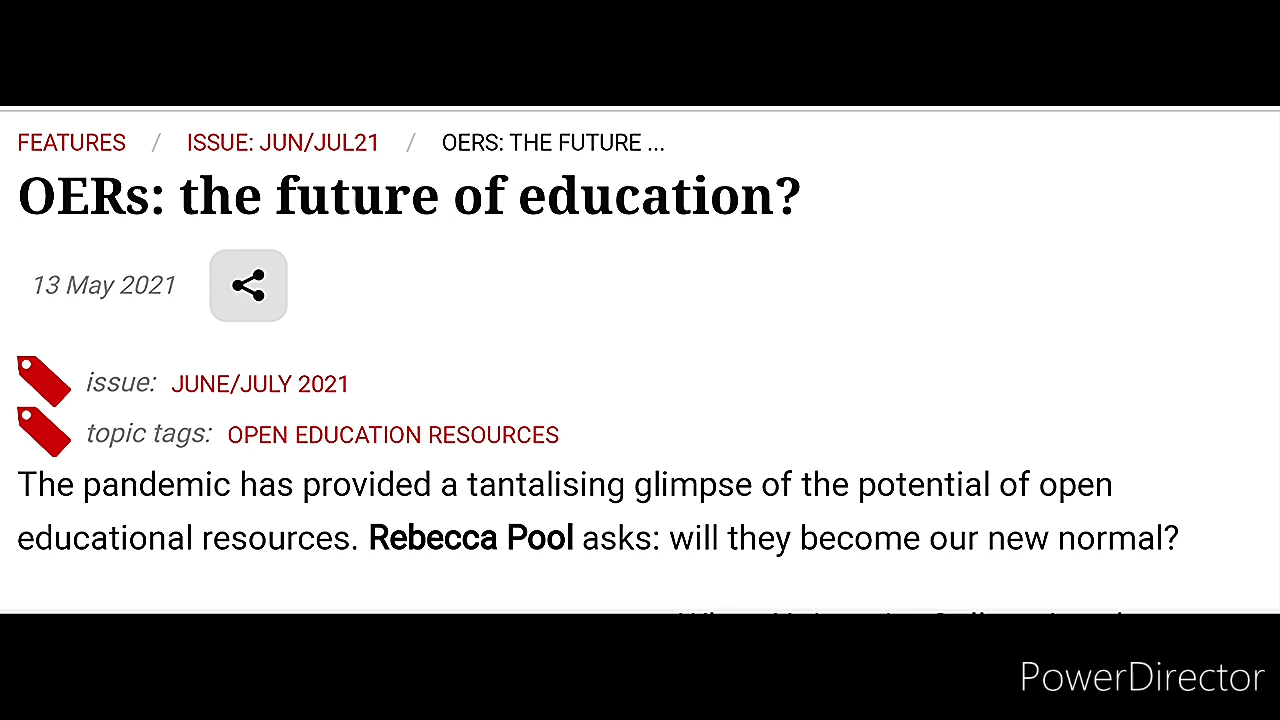 FEATURES / ISSUE: JUN/JUL21 / OERS: THE FUTURE ...
OERs: the future of education?
13 May 2021
issue: JUNE/JULY 2021
topic tags: OPEN EDUCATION RESOURCES
The pandemic has provided a tantalising glimpse of the potential of open
educational resources. Rebecca Pool asks: will they become our new normal?
PowerDirector